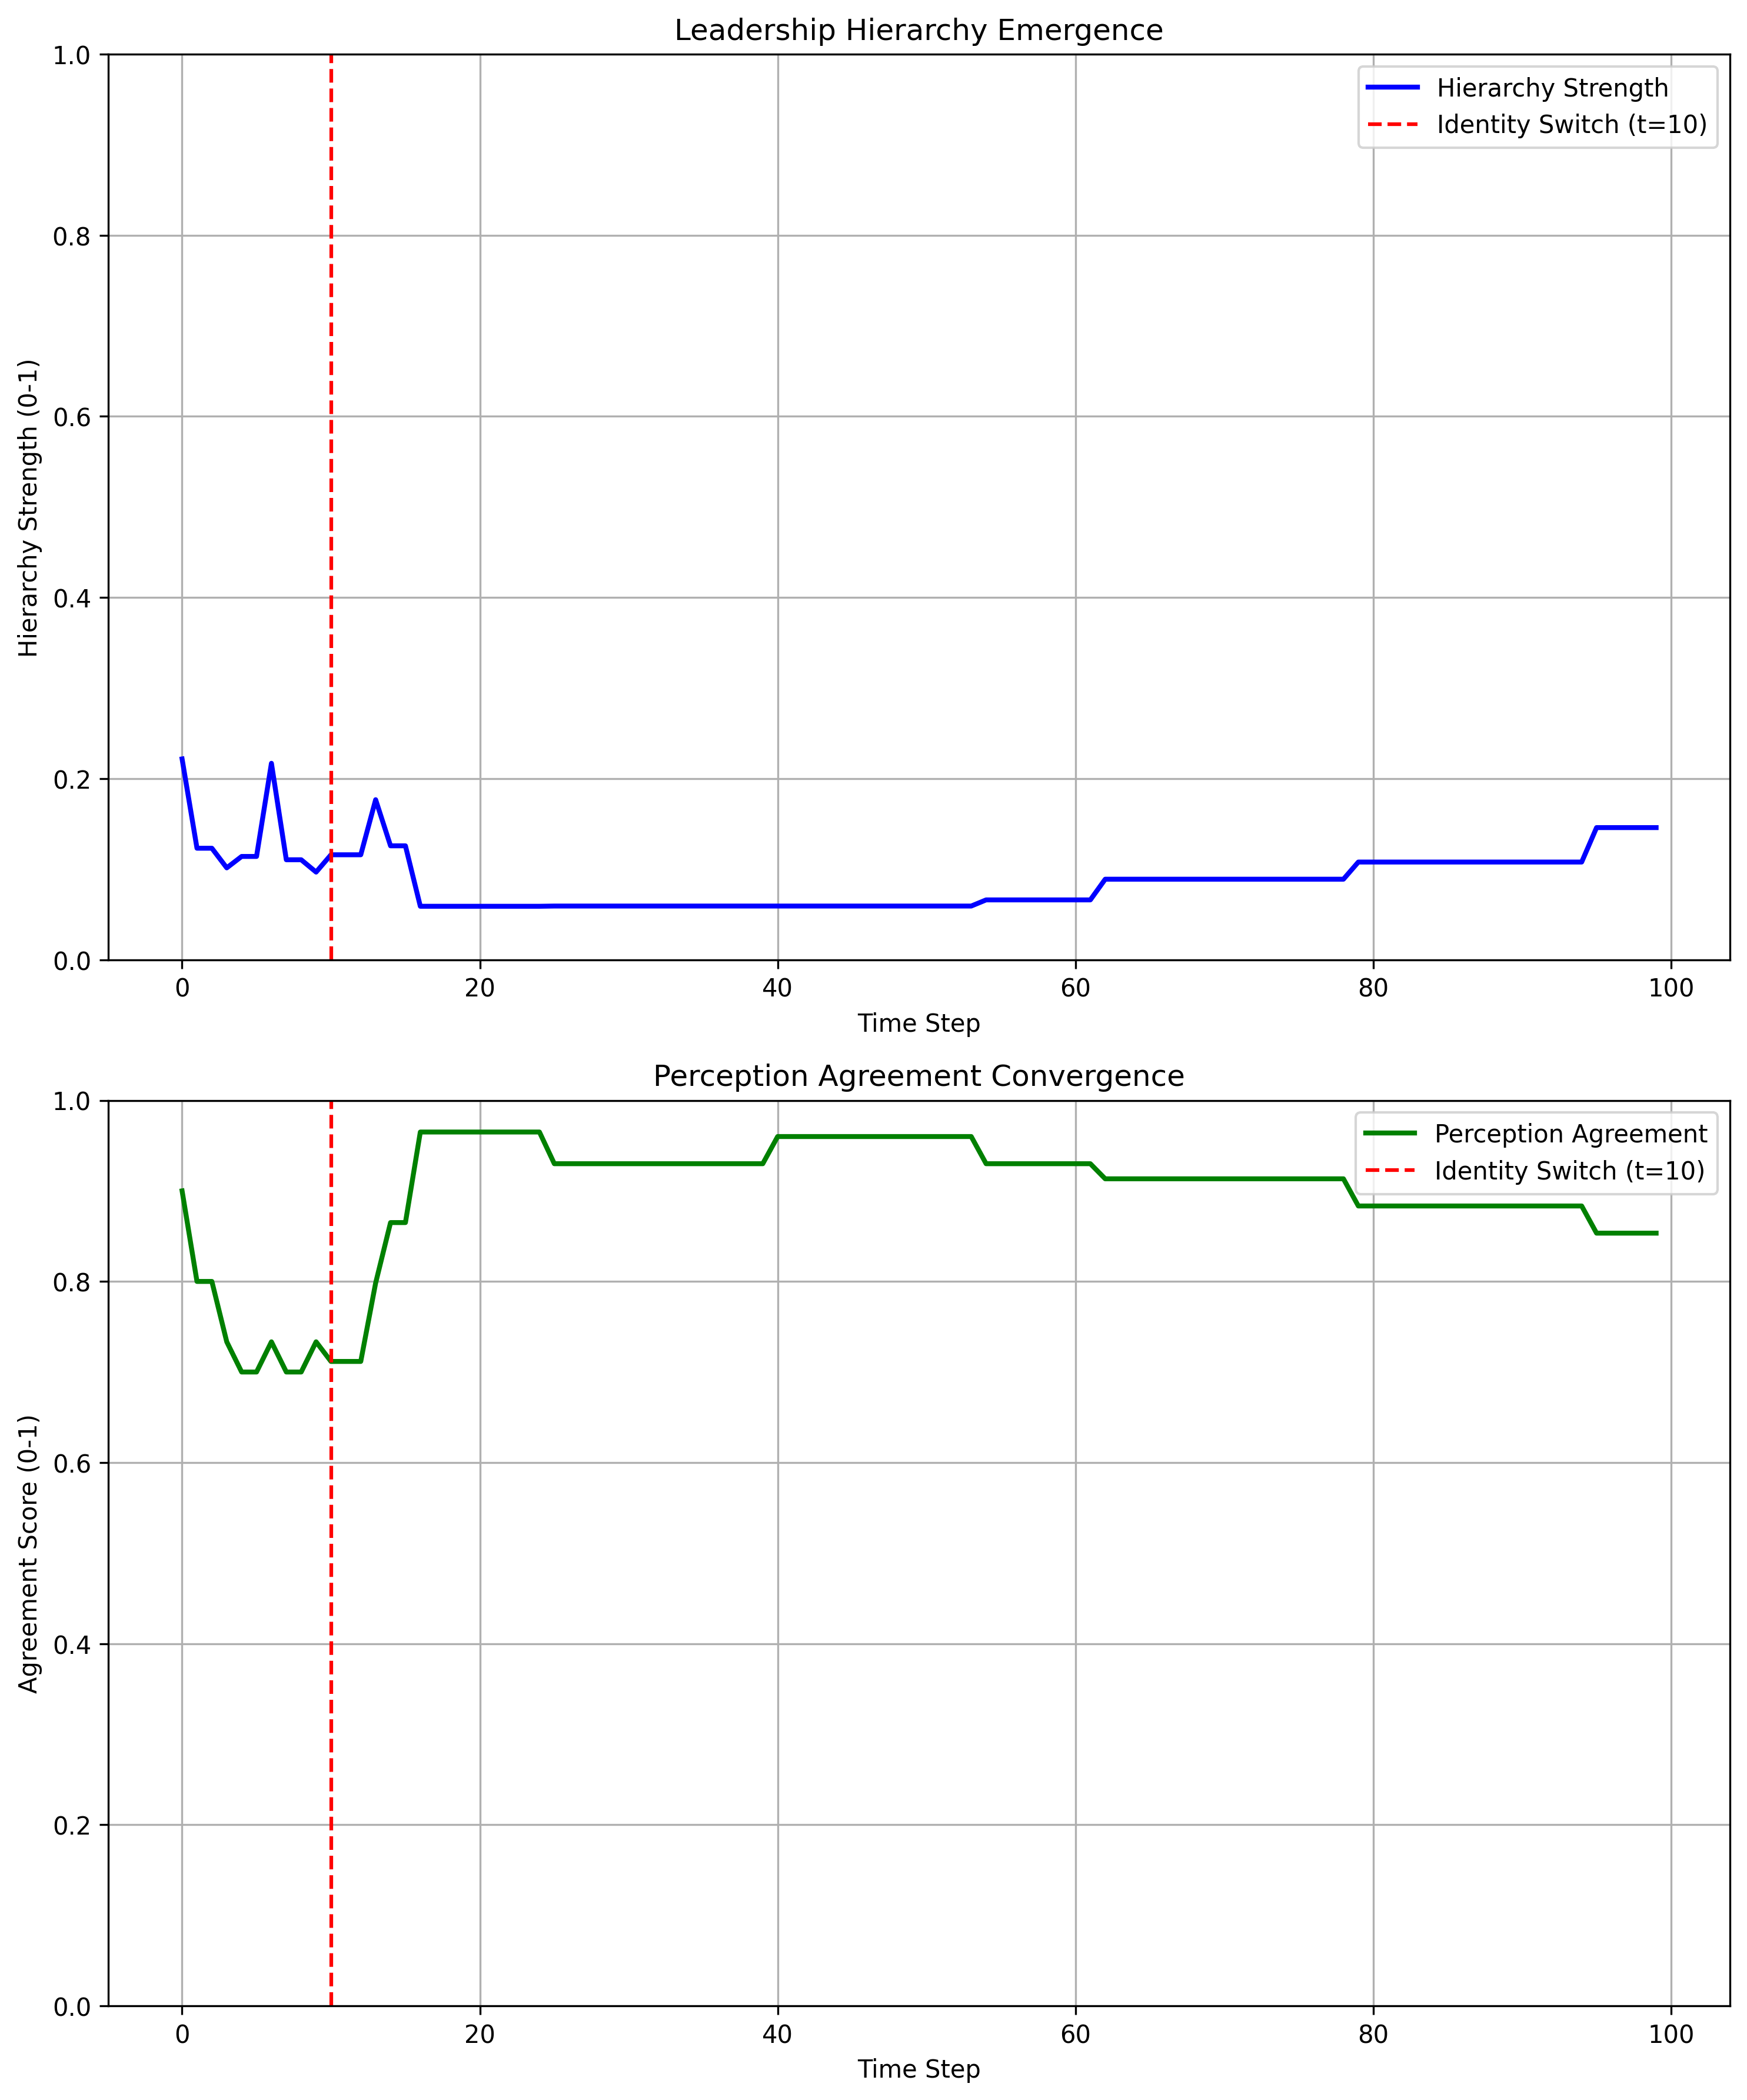 Leadership Hierarchy Emergence
Hierarchy Strength
Identity Switch (t=10)
Hierarchy Strength (0-1)
1.0
0.8
0.6
0.4
0.2
0.0
0 20 40 60 80 100
Time Step
Perception Agreement Convergence
Perception Agreement
Identity Switch (t=10)
Agreement Score (0-1)
1.0
0.8
0.6
0.4
0.2
0.0
0 20 40 60 80 100
Time Step